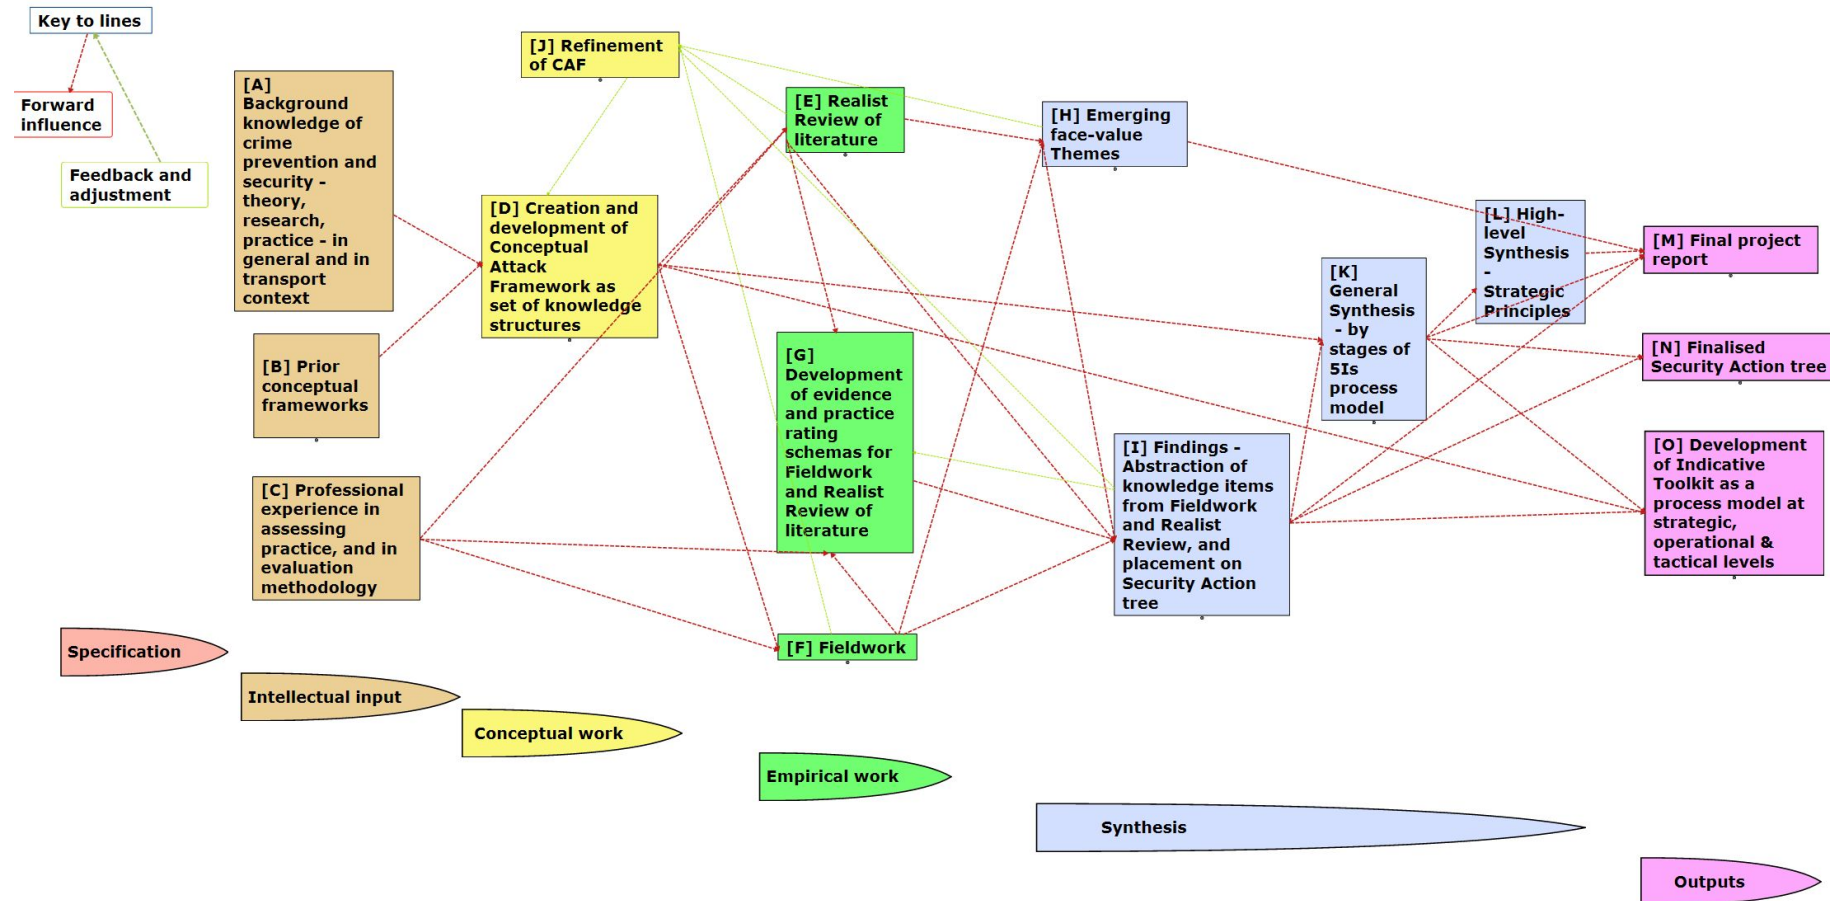 Key to lines
Forward
influence
Feedback and
adjustment
[A]
Background
knowledge of
crime
prevention and
security -
theory,
research,
practice - in
general and in
transport
context
[B] Prior
conceptual
frameworks
[C] Professional
experience in
assessing
practice, and in
evaluation
methodology
[J] Refinement
of CAF
[D] Creation and
development of
Conceptual
Attack
Framework as
set of knowledge
structures
[E] Realist
Review of
literature
[G]
Development
of evidence
and practice
rating
schemas for
Fieldwork
and Realist
Review of
literature
[F] Fieldwork
[H] Emerging
face-value
Themes
[I] Findings -
Abstraction of
knowledge items
from Fieldwork
and Realist
Review, and
placement on
Security Action
tree
[K]
General
Synthesis
- by
stages of
5Is
process
model
[L] High-
level
Synthesis
-
Strategic
Principles
[M] Final project
report
[N] Finalised
Security Action tree
[O] Development
of Indicative
Toolkit as a
process model at
strategic,
operational &
tactical levels
Specification
Intellectual input
Conceptual work
Empirical work
Synthesis
Outputs